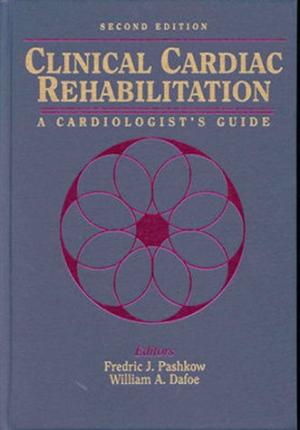 SECOND EDITION
CLINICAL CARDIAC
REHABILITATION
A CARDIOLOGIST'S GUIDE
Editors
Fredric J. Pashkow
William A. Dafoe